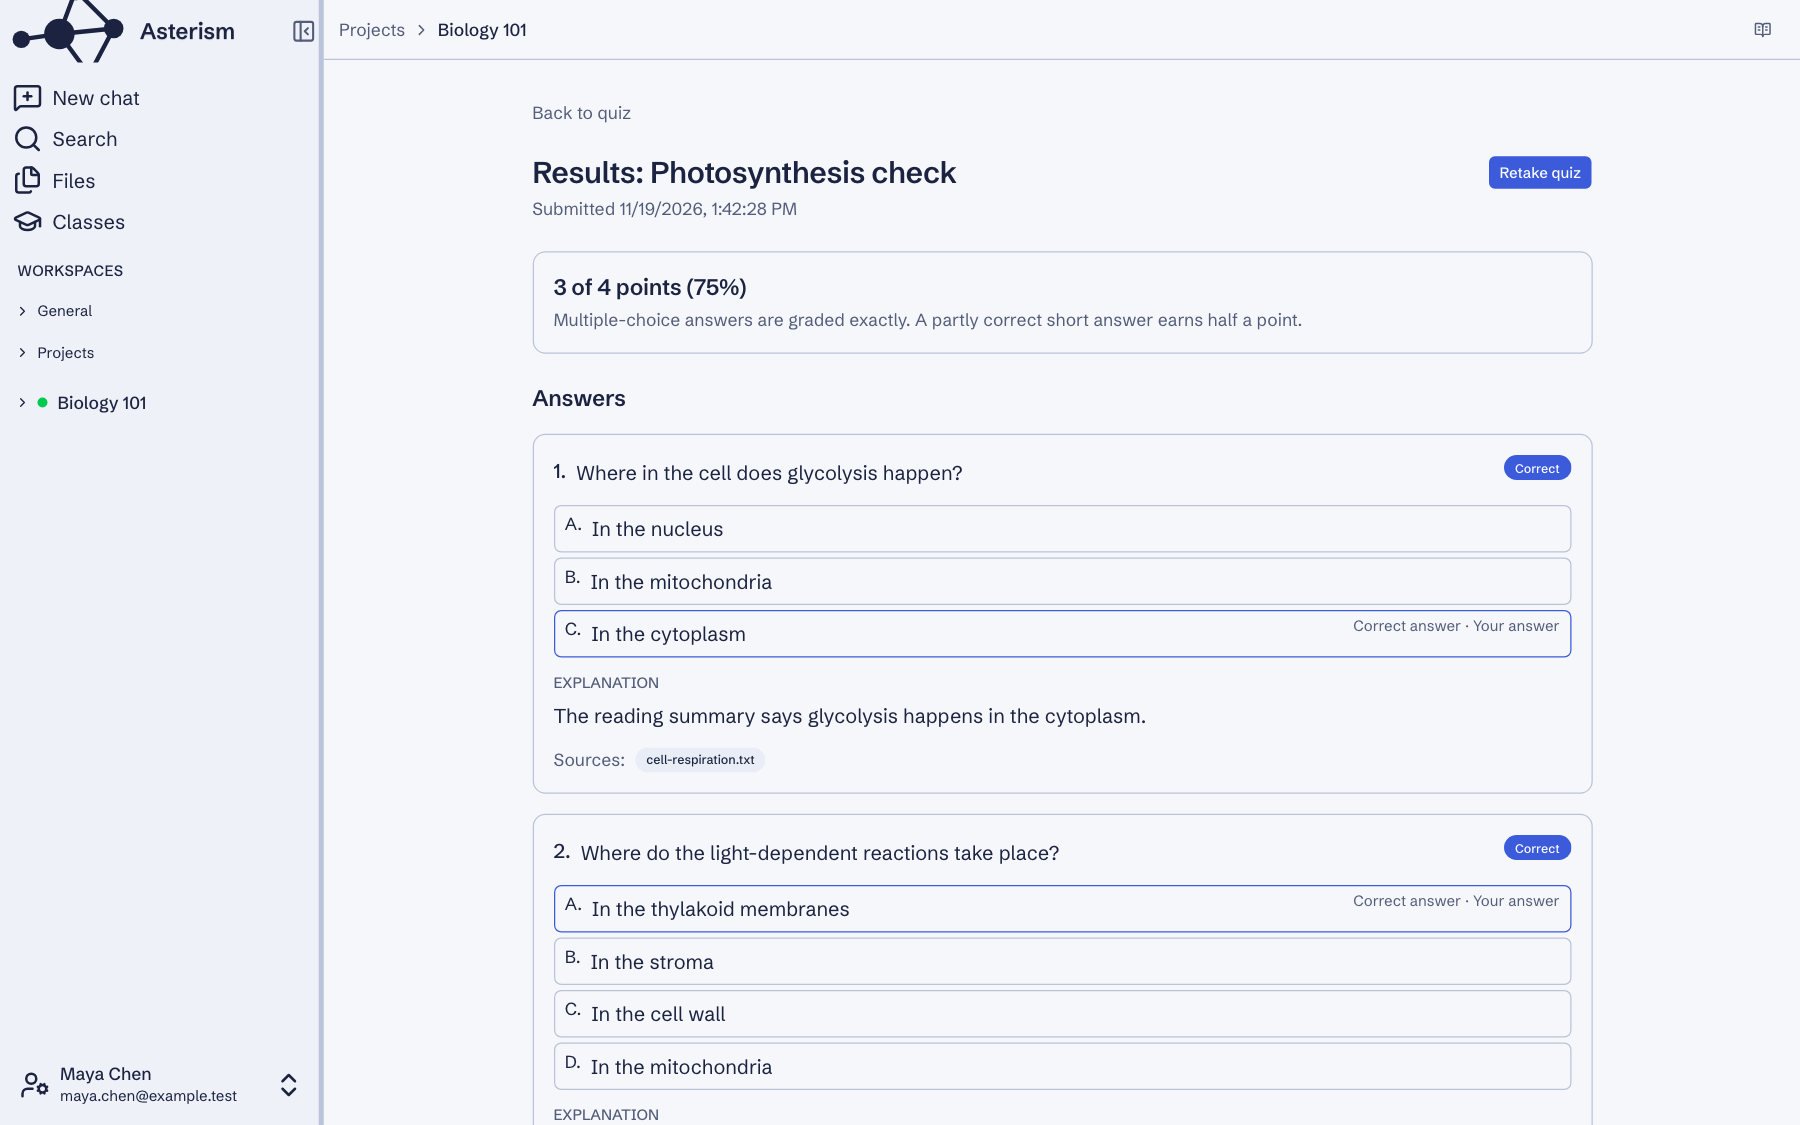 Asterism
New chat
Search
Files
Classes
WORKSPACES
General
Projects
Biology 101
Maya Chen
maya.chen@example.test
Projects > Biology 101
Back to quiz
Results: Photosynthesis check
Retake quiz
Submitted 11/19/2026, 1:42:28 PM
3 of 4 points (75%)
Multiple-choice answers are graded exactly. A partly correct short answer earns half a point.
Answers
1. Where in the cell does glycolysis happen?
Correct
A. In the nucleus
B. In the mitochondria
C. In the cytoplasm
Correct answer · Your answer
EXPLANATION
The reading summary says glycolysis happens in the cytoplasm.
Sources: cell-respiration.txt
2. Where do the light-dependent reactions take place?
Correct
A. In the thylakoid membranes
Correct answer · Your answer
B. In the stroma
C. In the cell wall
D. In the mitochondria
EXPLANATION